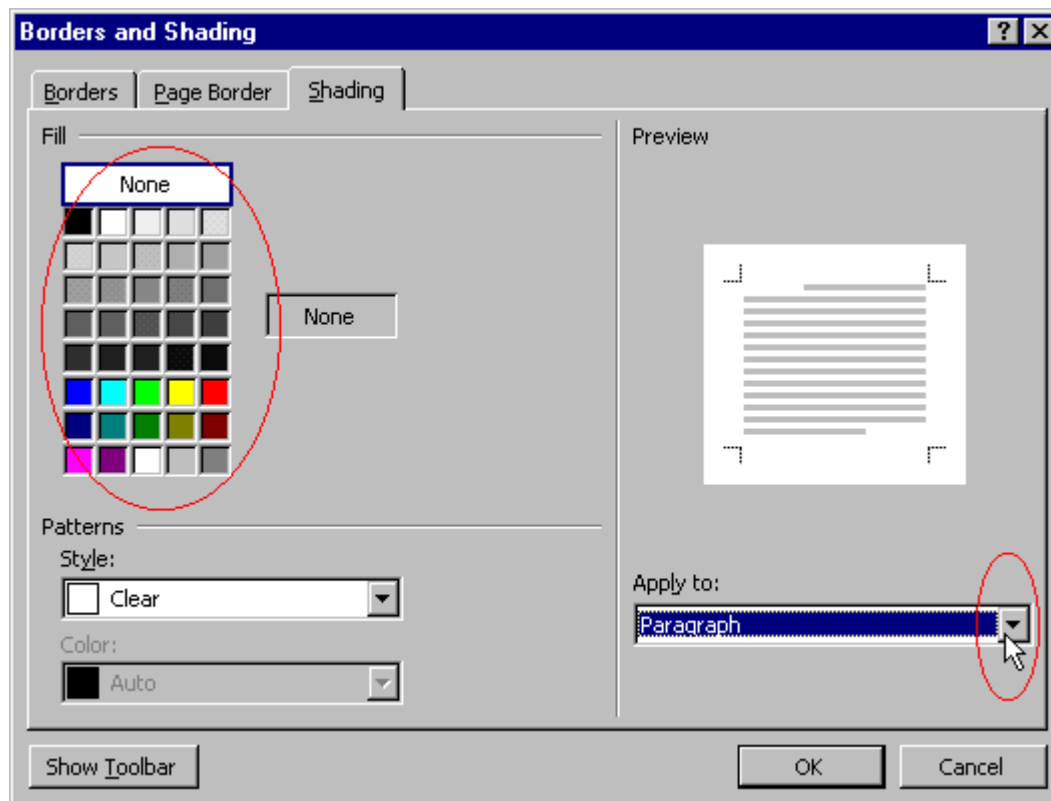 Borders and Shading
Borders
Page Border
Shading
Fill
None
None
Patterns
Style:
Clear
Color:
Auto
Preview
Apply to:
Paragraph
Show Toolbar
OK
Cancel